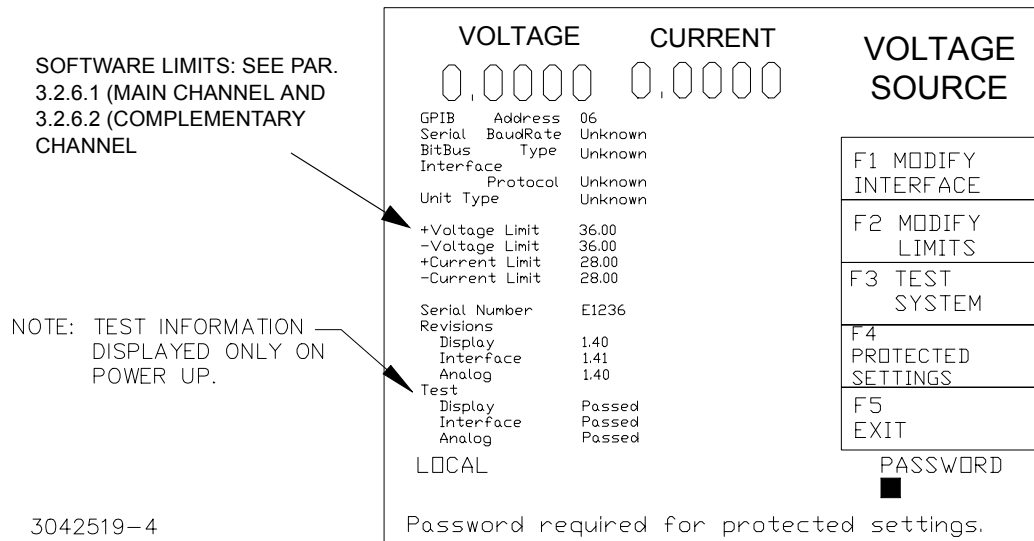 SOFTWARE LIMITS: SEE PAR.
3.2.6.1 (MAIN CHANNEL AND
3.2.6.2 (COMPLEMENTARY
CHANNEL
NOTE: TEST INFORMATION
DISPLAYED ONLY ON
POWER UP.
3042519-4
VOLTAGE CURRENT
0.0000 0.0000
GPIB Address 06
Serial BaudRate Unknown
BitBus Type Unknown
Interface
Protocol Unknown
Unit Type Unknown
+Voltage Limit 36.00
-Voltage Limit 36.00
+Current Limit 28.00
-Current Limit 28.00
Serial Number E1236
Revisions
Display 1.40
Interface 1.41
Analog 1.40
Test
Display Passed
Interface Passed
Analog Passed
LOCAL
VOLTAGE
SOURCE
F1 MODIFY
INTERFACE
F2 MODIFY
LIMITS
F3 TEST
SYSTEM
F4
PROTECTED
SETTINGS
F5
EXIT
PASSWORD
Password required for protected settings.